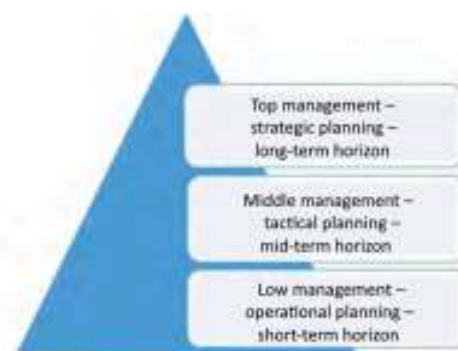 Top management –
strategic planning –
long-term horizon
Middle management –
tactical planning –
mid-term horizon
Low management –
operational planning –
short-term horizon